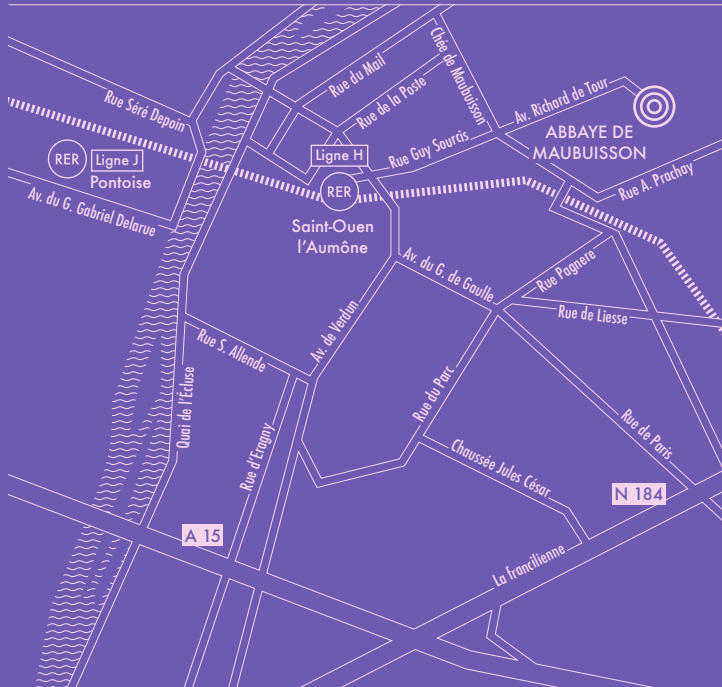 Rue du Mail
Chée de Maubuisson
Rue de la Poste
Rue Séré Depoin
Av. Richard de Tour
ABBAYE DE
MAUBUISSON
RER
Ligne J
Pontoise
Ligne H
RER
Rue Guy Sourcis
Rue A. Prachay
Av. du G. Gabriel Delarue
Saint-Ouen
l'Aumône
Av. du G. de Gaulle
Rue Pagnere
Rue de Liesse
Av. de Verdun
Rue S. Allende
Quai de l'Écluse
Rue du Parc
Rue d'Eragny
Rue de Paris
Chaussée Jules César
N 184
A 15
La francilienne